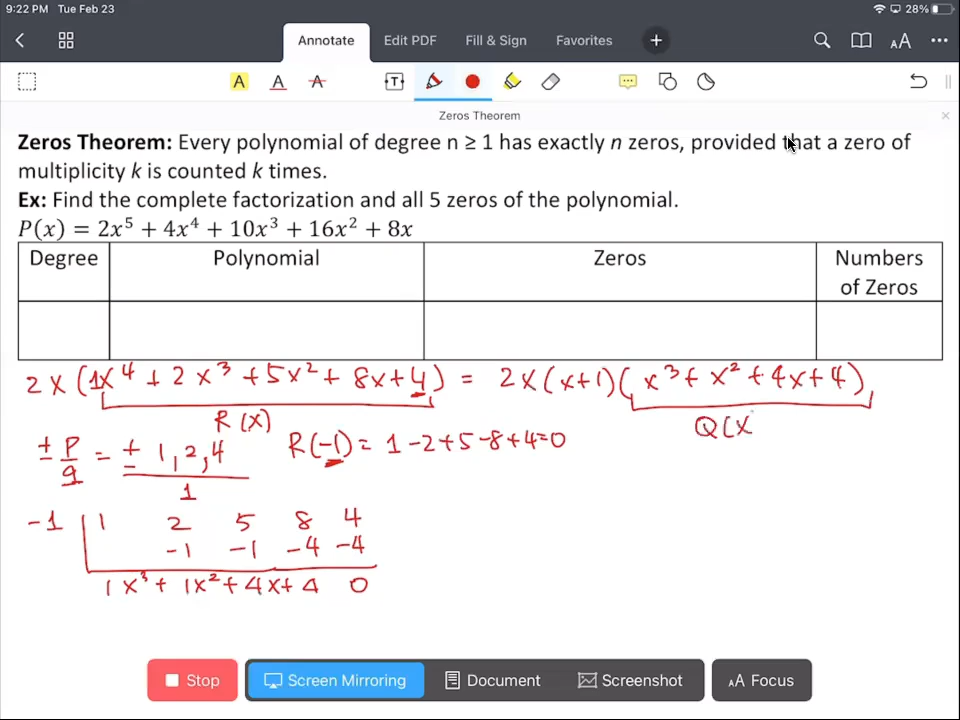 9:22 PM Tue Feb 23 28%
Annotate Edit PDF Fill & Sign Favorites +
A A A T AA
Zeros Theorem
Zeros Theorem: Every polynomial of degree n ≥ 1 has exactly n zeros, provided that a zero of
multiplicity k is counted k times.
Ex: Find the complete factorization and all 5 zeros of the polynomial.
P(x) = 2x⁵ + 4x⁴ + 10x³ + 16x² + 8x
Degree Polynomial Zeros Numbers
of Zeros
2x(1x⁴ + 2x³ + 5x² + 8x + 4) = 2x(x+1)(x³ + x² + 4x + 4)
R(x) Q(x
± p/q = ± 1, 2, 4 / 1 R(-1) = 1 - 2 + 5 - 8 + 4 = 0
-1 | 1 2 5 8 4
-1 -1 -4 -4
1x³ + 1x² + 4x + 4 0
Stop Screen Mirroring Document Screenshot AA Focus